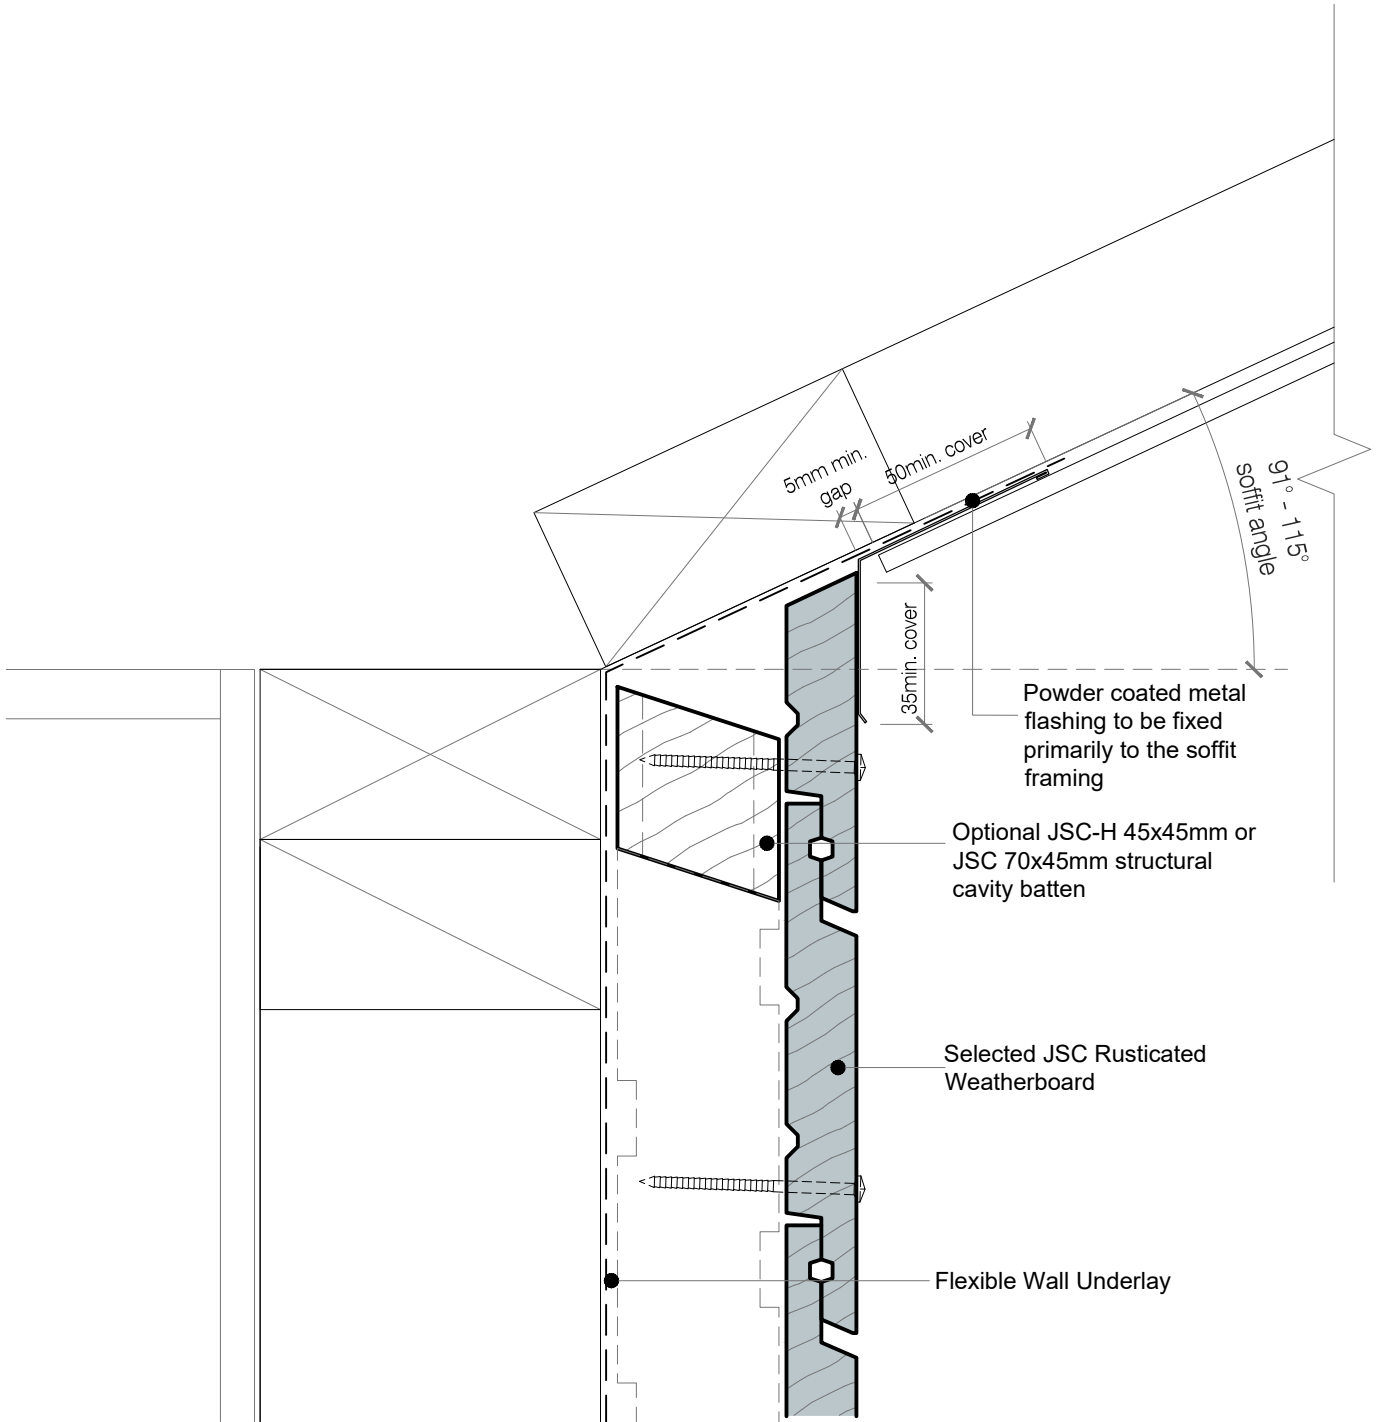 5mm min.
gap
50min. cover
91° - 115°
soffit angle
35min. cover
Powder coated metal
flashing to be fixed
primarily to the soffit
framing
Optional JSC-H 45x45mm or
JSC 70x45mm structural
cavity batten
Selected JSC Rusticated
Weatherboard
Flexible Wall Underlay